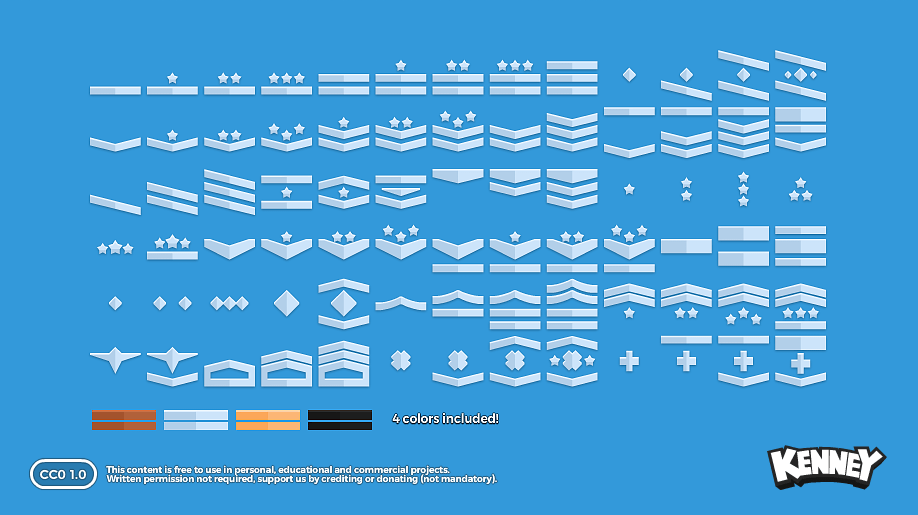 4 colors included!
CC0 1.0
This content is free to use in personal, educational and commercial projects.
Written permission not required, support us by crediting or donating (not mandatory).
KENNEY